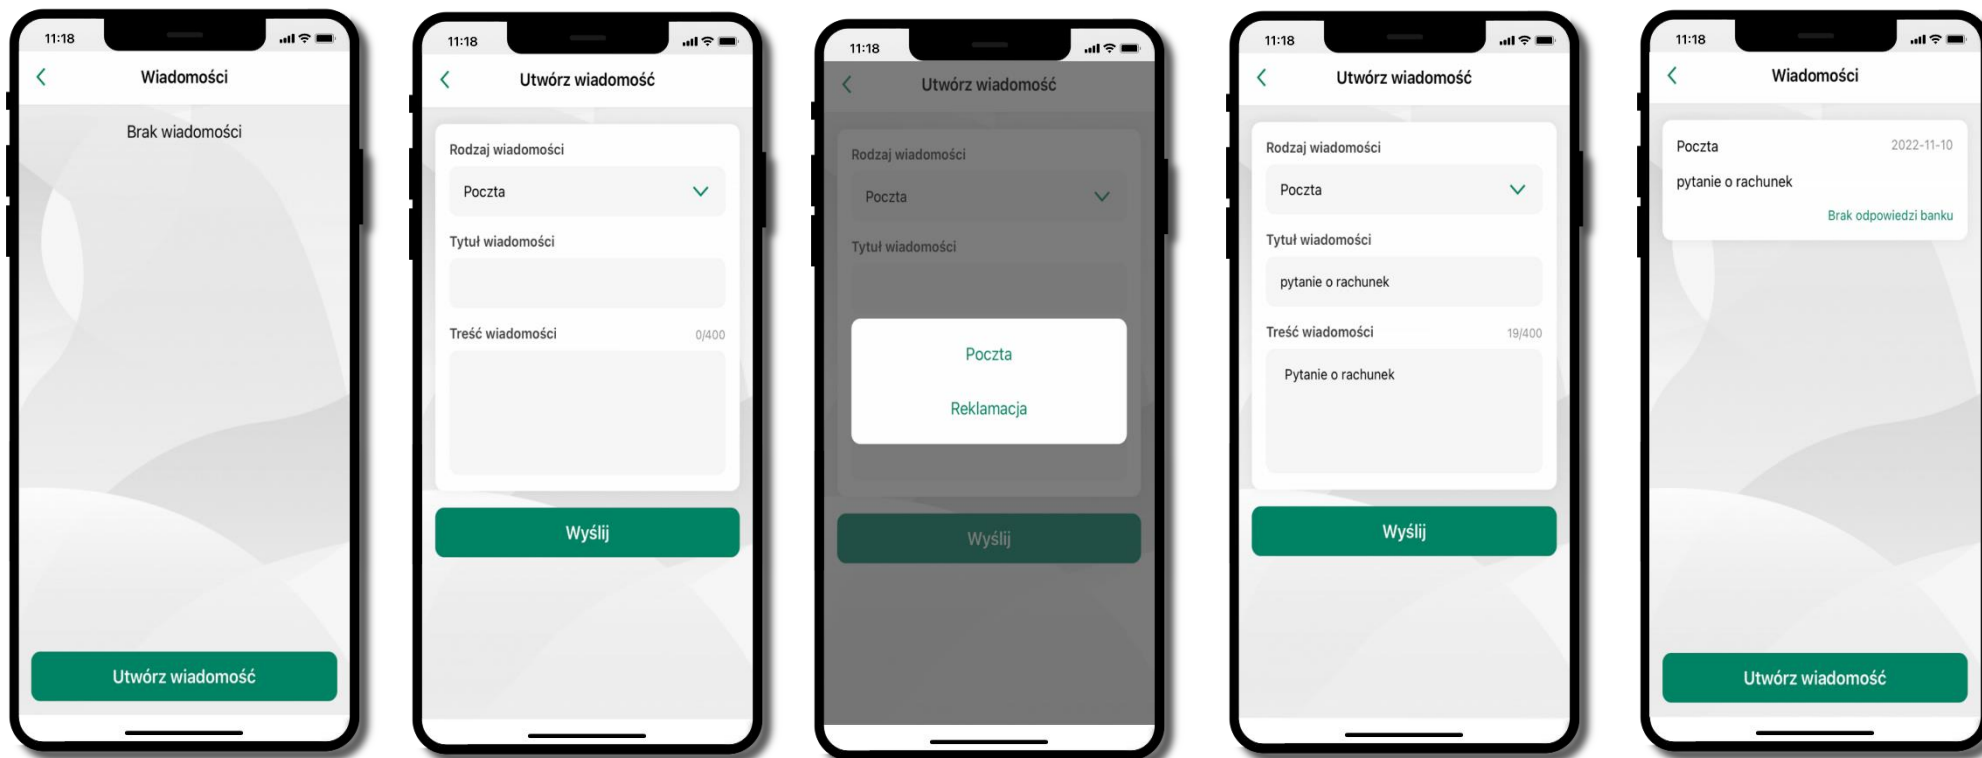 11:18
Wiadomości
Brak wiadomości
Utwórz wiadomość
11:18
Utwórz wiadomość
Rodzaj wiadomości
Poczta
Tytuł wiadomości
Treść wiadomości 0/400
Wyślij
11:18
Utwórz wiadomość
Rodzaj wiadomości
Poczta
Tytuł wiadomości
Poczta
Reklamacja
Wyślij
11:18
Utwórz wiadomość
Rodzaj wiadomości
Poczta
Tytuł wiadomości
pytanie o rachunek
Treść wiadomości 19/400
Pytanie o rachunek
Wyślij
11:18
Wiadomości
Poczta 2022-11-10
pytanie o rachunek
Brak odpowiedzi banku
Utwórz wiadomość